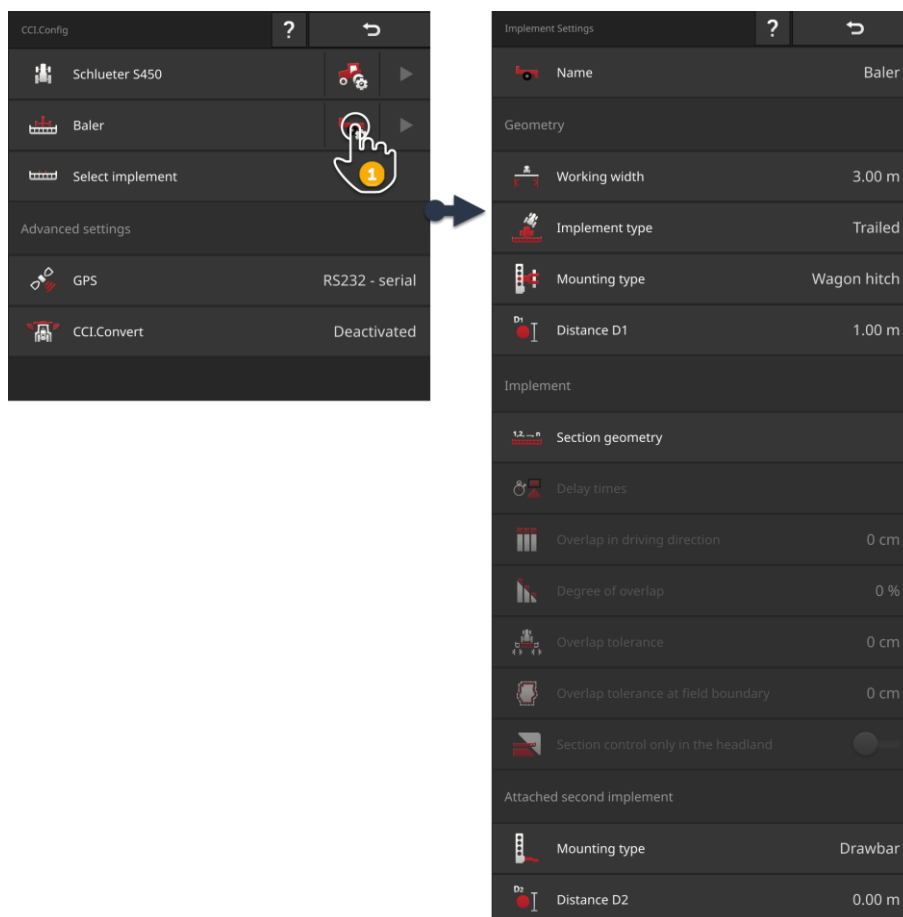 CCI.Config
?
Schlueter S450
Baler
1
Select implement
Advanced settings
GPS RS232 - serial
CCI.Convert Deactivated
Implement Settings
?
Name Baler
Geometry
Working width 3.00 m
Implement type Trailed
Mounting type Wagon hitch
D1
Distance D1 1.00 m
Implement
1,2, ... n
Section geometry
Delay times
Overlap in driving direction 0 cm
Degree of overlap 0 %
Overlap tolerance 0 cm
Overlap tolerance at field boundary 0 cm
Section control only in the headland
Attached second implement
Mounting type Drawbar
D2
Distance D2 0.00 m